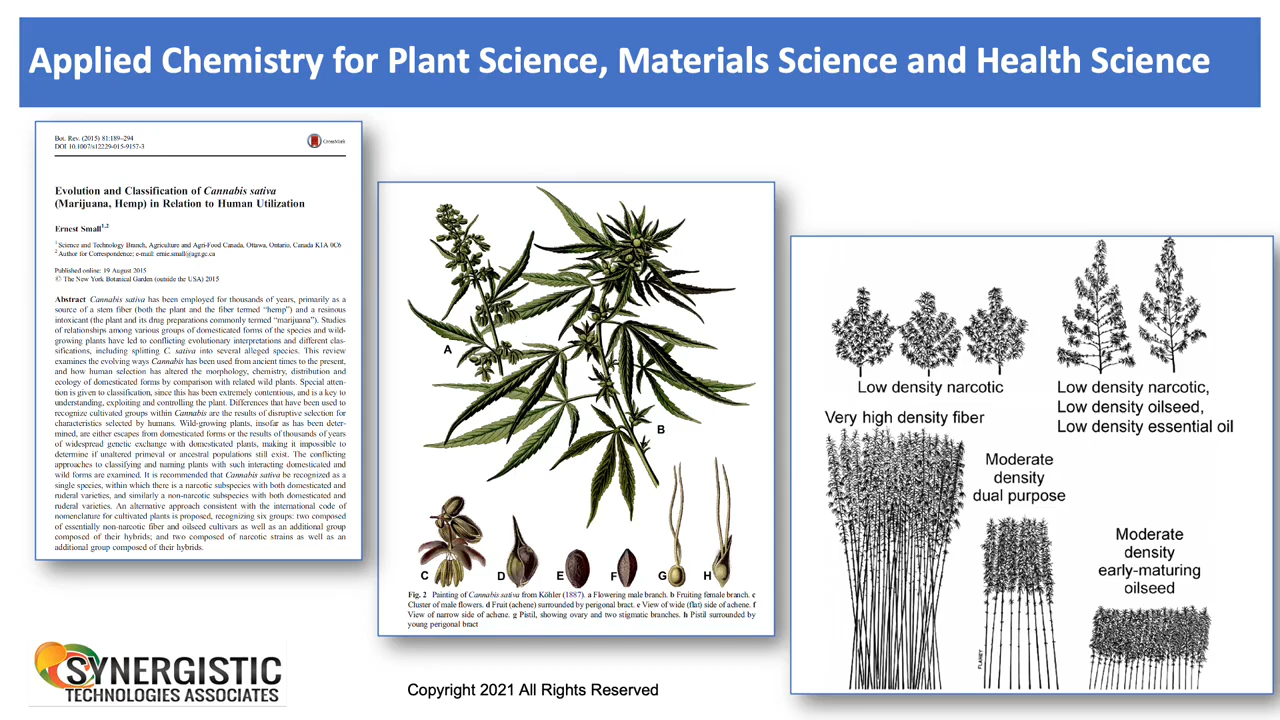 Applied Chemistry for Plant Science, Materials Science and Health Science
Bot. Rev. (2015) 81:189–294
DOI 10.1007/s12229-015-9157-3
CrossMark
Evolution and Classification of Cannabis sativa
(Marijuana, Hemp) in Relation to Human Utilization
Ernest Small1,2
1 Science and Technology Branch, Agriculture and Agri-Food Canada, Ottawa, Ontario, Canada K1A 0C6
2 Author for Correspondence; e-mail: ernie.small@agr.gc.ca
Published online: 19 August 2015
© The New York Botanical Garden (outside the USA) 2015
Abstract Cannabis sativa has been employed for thousands of years, primarily as a
source of a stem fiber (both the plant and the fiber termed “hemp”) and a resinous
intoxicant (the plant and its drug preparations commonly termed “marijuana”). Studies
of relationships among various groups of domesticated forms of the species and wild-
growing plants have led to conflicting evolutionary interpretations and different clas-
sifications, including splitting C. sativa into several alleged species. This review
examines the evolving ways Cannabis has been used from ancient times to the present,
and how human selection has altered the morphology, chemistry, distribution and
ecology of domesticated forms by comparison with related wild plants. Special atten-
tion is given to classification, since this has been extremely contentious, and is a key to
understanding, exploiting and controlling the plant. Differences that have been used to
recognize cultivated groups within Cannabis are the results of disruptive selection for
characteristics selected by humans. Wild-growing plants, insofar as has been deter-
mined, are either escapes from domesticated forms or the results of thousands of years
of widespread genetic exchange with domesticated plants, making it impossible to
determine if unaltered primeval or ancestral populations still exist. The conflicting
approaches to classifying and naming plants with such interacting domesticated and
wild forms are examined. It is recommended that Cannabis sativa be recognized as a
single species, within which there is a narcotic subspecies with both domesticated and
ruderal varieties, and similarly a non-narcotic subspecies with both domesticated and
ruderal varieties. An alternative approach consistent with the international code of
nomenclature for cultivated plants is proposed, recognizing six groups: two composed
of essentially non-narcotic fiber and oilseed cultivars as well as an additional group
composed of their hybrids; and two composed of narcotic strains as well as an
additional group composed of their hybrids.
A
B
C
D
E
F
G
H
Fig. 2 Painting of Cannabis sativa from Köhler (1887). a Flowering male branch. b Fruiting female branch. c
Cluster of male flowers. d Fruit (achene) surrounded by perigonal bract. e View of wide (flat) side of achene. f
View of narrow side of achene. g Pistil, showing ovary and two stigmatic branches. h Pistil surrounded by
young perigonal bract
Low density narcotic
Low density narcotic,
Low density oilseed,
Low density essential oil
Very high density fiber
Moderate
density
dual purpose
Moderate
density
early-maturing
oilseed
FLAHEY
SYNERGISTIC
TECHNOLOGIES ASSOCIATES
Copyright 2021 All Rights Reserved